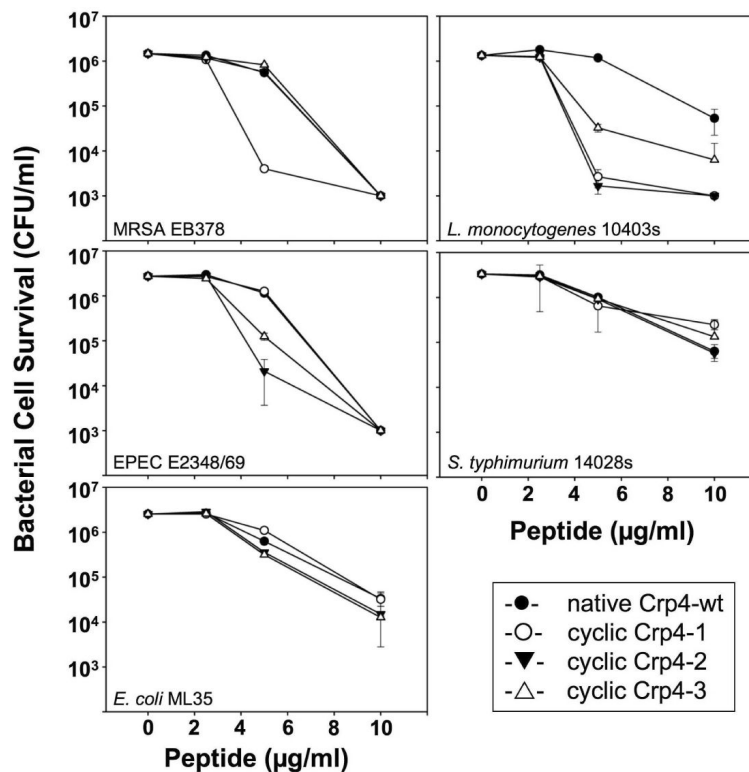 Bacterial Cell Survival (CFU/ml)
10⁷
10⁶
10⁵
10⁴
10³
MRSA EB378
L. monocytogenes 10403s
10⁶
10⁵
10⁴
10³
EPEC E2348/69
S. typhimurium 14028s
0 2 4 6 8 10
Peptide (µg/ml)
10⁷
10⁶
10⁵
10⁴
10³
E. coli ML35
0 2 4 6 8 10
Peptide (µg/ml)
-●- native Crp4-wt
-○- cyclic Crp4-1
-▼- cyclic Crp4-2
-△- cyclic Crp4-3